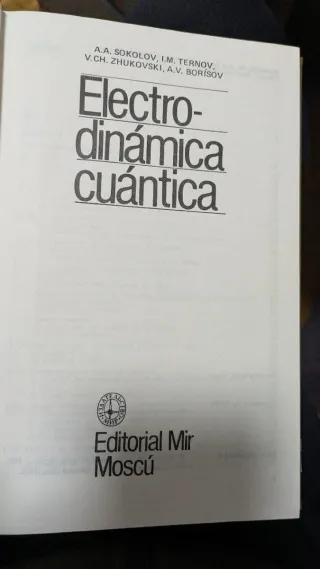 A.A. SOKOLOV, I.M. TERNOV,
V.CH. ZHUKOVSKI, A.V. BORÍSOV
Electro-
dinámica
cuántica
Editorial Mir
Moscú